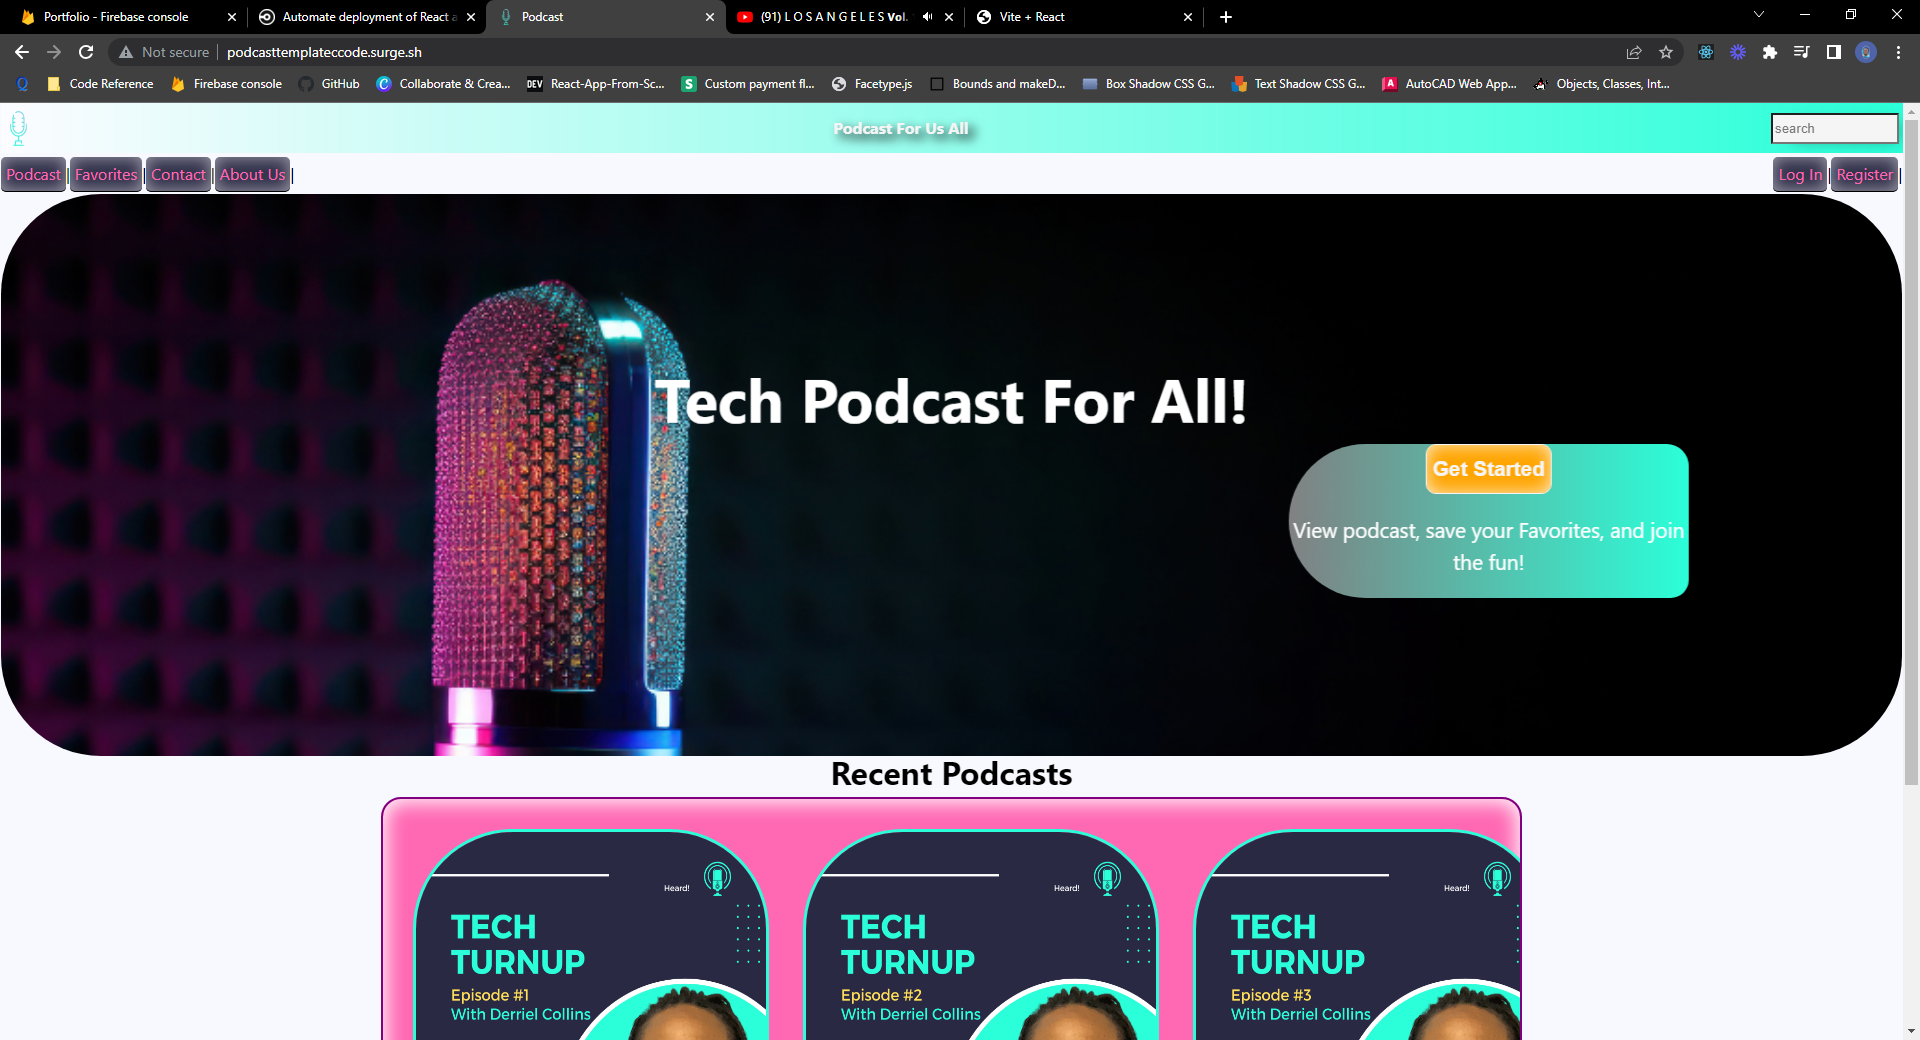 Portfolio - Firebase console
Automate deployment of React a
Podcast
(91) L O S A N G E L E S Vol.
Vite + React
Not secure
podcasttemplateccode.surge.sh
Code Reference
Firebase console
GitHub
Collaborate & Crea...
DEV
React-App-From-Sc...
S
Custom payment fl...
Facetype.js
Bounds and makeD...
Box Shadow CSS G...
Text Shadow CSS G...
A
AutoCAD Web App...
Objects, Classes, Int...
Podcast For Us All
search
Podcast
Favorites
Contact
About Us
Log In
Register
Tech Podcast For All!
Get Started
View podcast, save your Favorites, and join
the fun!
Recent Podcasts
Heard!
TECH
TURNUP
Episode #1
With Derriel Collins
Heard!
TECH
TURNUP
Episode #2
With Derriel Collins
Heard!
TECH
TURNUP
Episode #3
With Derriel Collins